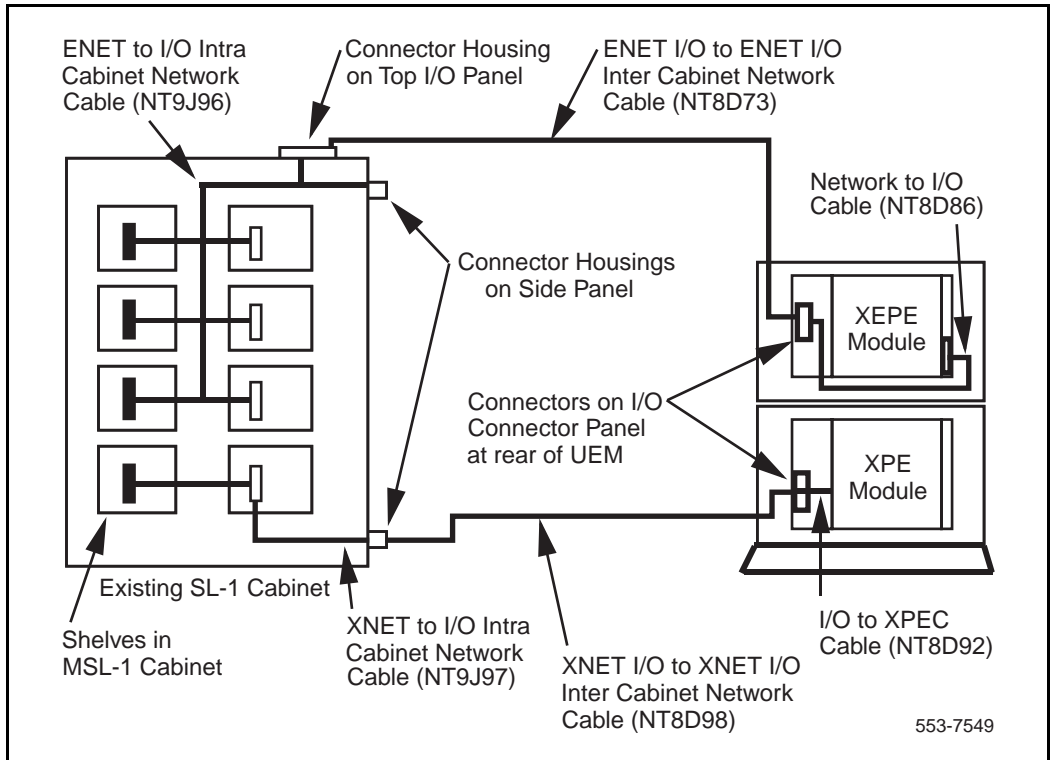 ENET to I/O Intra
Cabinet Network
Cable (NT9J96)
Connector Housing
on Top I/O Panel
ENET I/O to ENET I/O
Inter Cabinet Network
Cable (NT8D73)
Network to I/O
Cable (NT8D86)
Connector Housings
on Side Panel
XEPE
Module
Connectors on I/O
Connector Panel
at rear of UEM
XPE
Module
Existing SL-1 Cabinet
Shelves in
MSL-1 Cabinet
XNET to I/O Intra
Cabinet Network
Cable (NT9J97)
XNET I/O to XNET I/O
Inter Cabinet Network
Cable (NT8D98)
I/O to XPEC
Cable (NT8D92)
553-7549